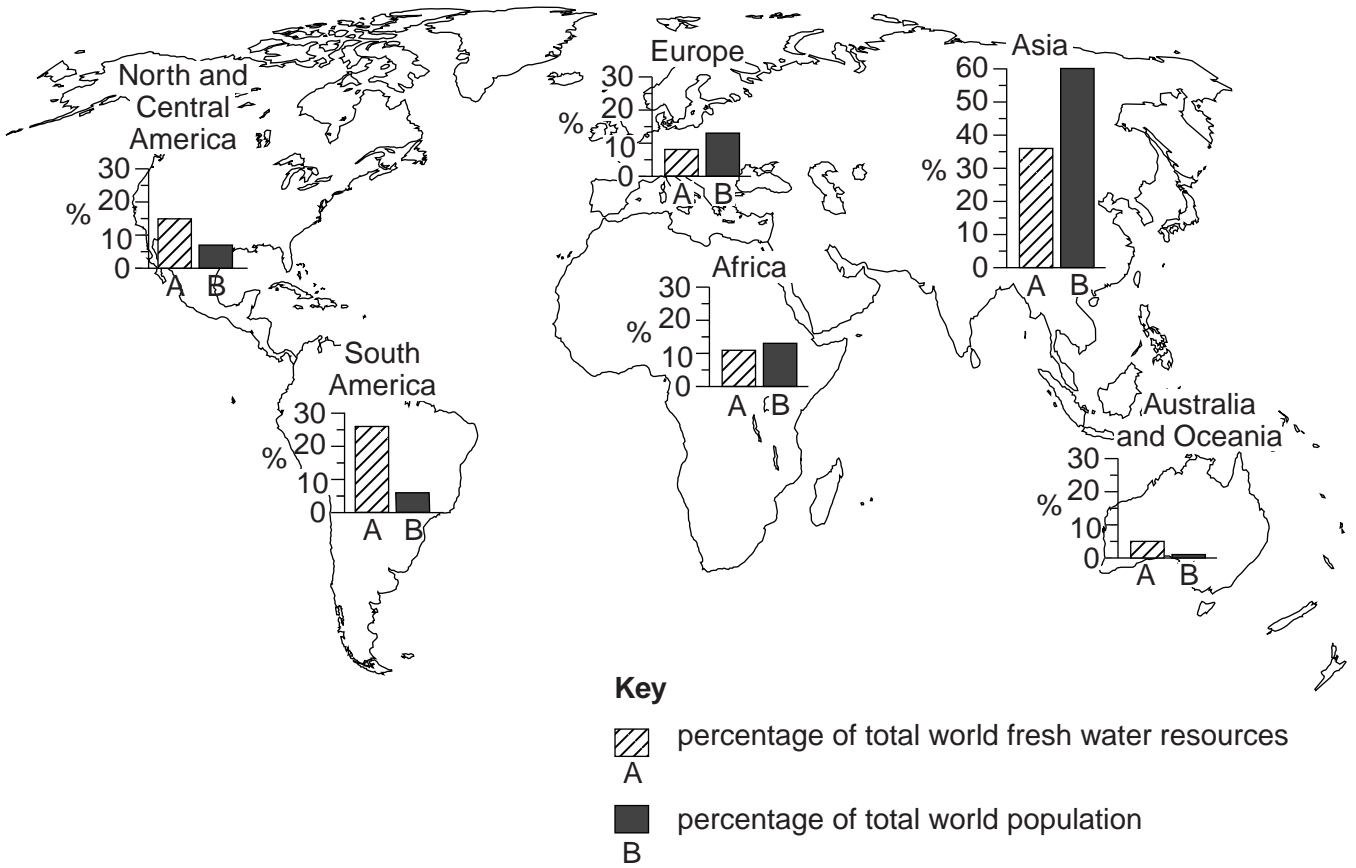 North and
Central
America
30
20
%
10
0
A B
Europe
30
20
%
10
0
A B
Asia
60
50
40
30
%
20
10
0
A B
Africa
30
20
%
10
0
A B
South
America
30
20
%
10
0
A B
Australia
and Oceania
30
20
%
10
0
A B
Key
percentage of total world fresh water resources
A
percentage of total world population
B